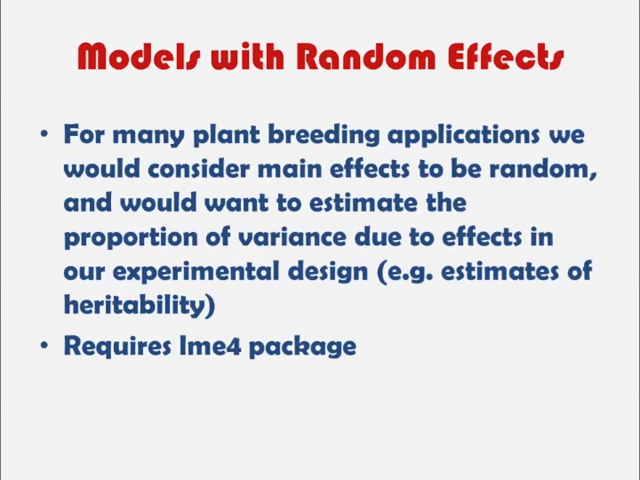 Models with Random Effects
• For many plant breeding applications we
would consider main effects to be random,
and would want to estimate the
proportion of variance due to effects in
our experimental design (e.g. estimates of
heritability)
• Requires lme4 package